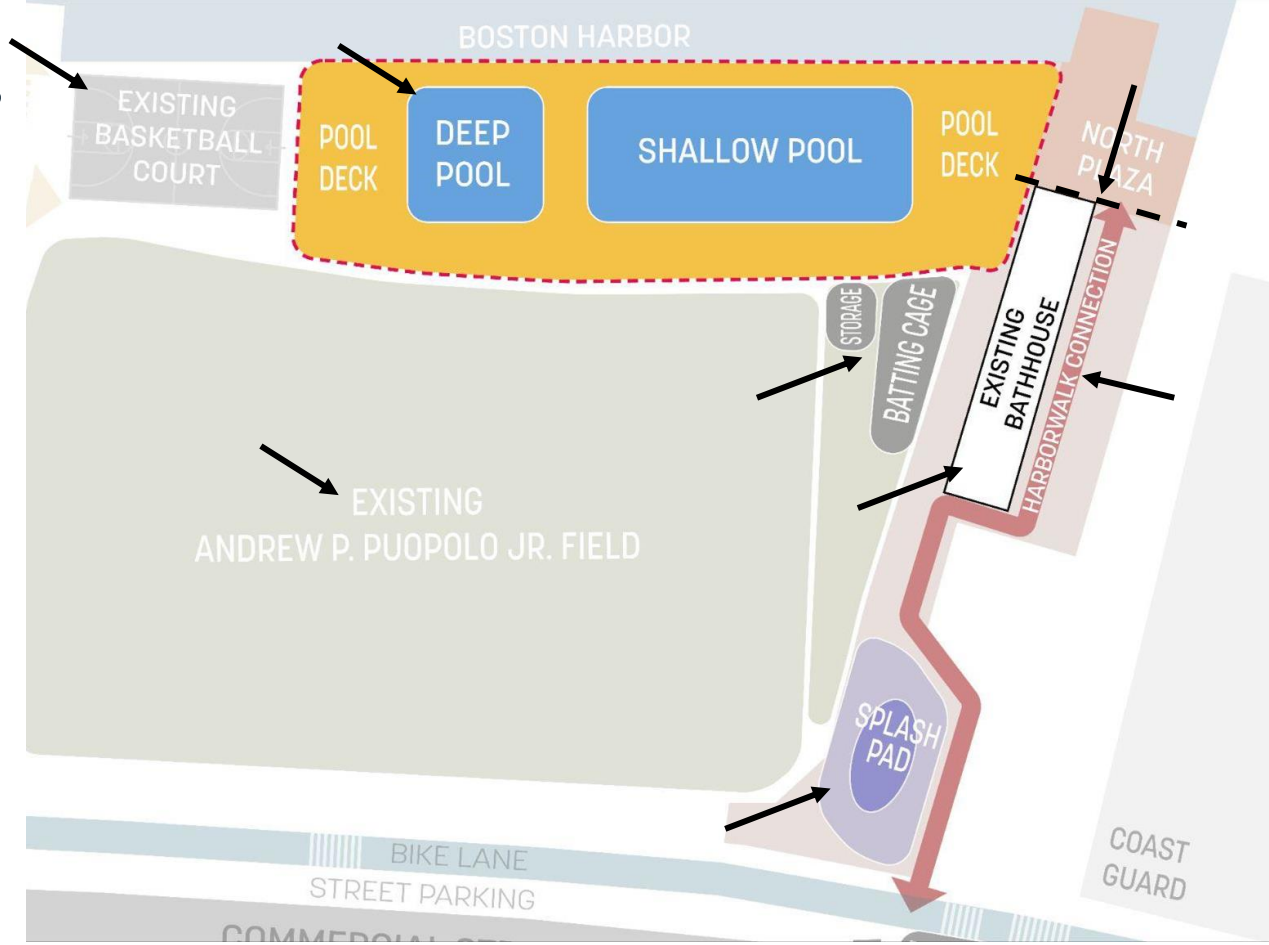 BOSTON HARBOR
EXISTING
BASKETBALL
COURT
POOL
DECK
DEEP
POOL
SHALLOW POOL
POOL
DECK
NORTH
PLAZA
STORAGE
BATTING CAGE
EXISTING
BATHHOUSE
HARBORWALK CONNECTION
EXISTING
ANDREW P. PUOPOLO JR. FIELD
SPLASH
PAD
COAST
GUARD
BIKE LANE
STREET PARKING
COMMERCIAL